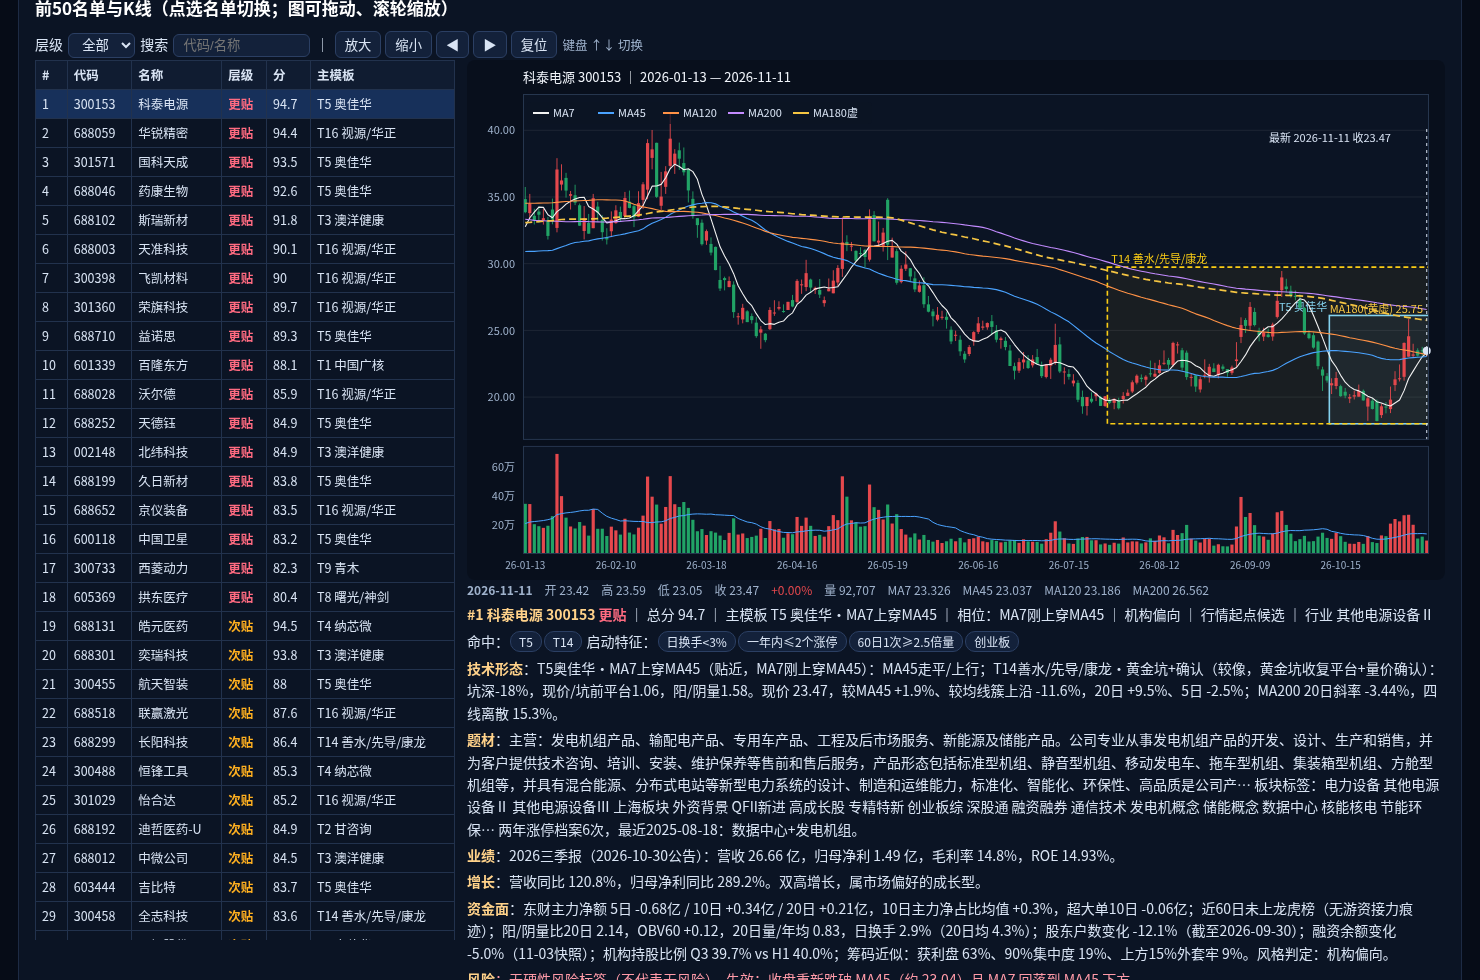 前50名单与K线（点选名单切换；图可拖动、滚轮缩放）
层级 全部 搜索 代码/名称 | 放大 缩小 ◀ ▶ 复位 键盘 ↑↓ 切换
# 代码 名称 层级 分 主模板
1 300153 科泰电源 更贴 94.7 T5 奥佳华
2 688059 华锐精密 更贴 94.4 T16 视源/华正
3 301571 国科天成 更贴 93.5 T5 奥佳华
4 688046 药康生物 更贴 92.6 T5 奥佳华
5 688102 斯瑞新材 更贴 91.8 T3 澳洋健康
6 688003 天准科技 更贴 90.1 T16 视源/华正
7 300398 飞凯材料 更贴 90 T16 视源/华正
8 301360 荣旗科技 更贴 89.7 T16 视源/华正
9 688710 益诺思 更贴 89.3 T5 奥佳华
10 601339 百隆东方 更贴 88.1 T1 中国广核
11 688028 沃尔德 更贴 85.9 T16 视源/华正
12 688252 天德钰 更贴 84.9 T5 奥佳华
13 002148 北纬科技 更贴 84.9 T3 澳洋健康
14 688199 久日新材 更贴 83.8 T5 奥佳华
15 688652 京仪装备 更贴 83.5 T16 视源/华正
16 600118 中国卫星 更贴 83.2 T5 奥佳华
17 300733 西菱动力 更贴 82.3 T9 青木
18 605369 拱东医疗 更贴 80.4 T8 曙光/神剑
19 688131 皓元医药 次贴 94.5 T4 纳芯微
20 688301 奕瑞科技 次贴 93.8 T3 澳洋健康
21 300455 航天智装 次贴 88 T5 奥佳华
22 688518 联赢激光 次贴 87.6 T16 视源/华正
23 688299 长阳科技 次贴 86.4 T14 善水/先导/康龙
24 300488 恒锋工具 次贴 85.3 T4 纳芯微
25 301029 怡合达 次贴 85.2 T16 视源/华正
26 688192 迪哲医药-U 次贴 84.9 T2 甘咨询
27 688012 中微公司 次贴 84.5 T3 澳洋健康
28 603444 吉比特 次贴 83.7 T5 奥佳华
29 300458 全志科技 次贴 83.6 T14 善水/先导/康龙
科泰电源 300153 | 2026-01-13 — 2026-11-11
MA7 MA45 MA120 MA200 MA180虚
最新 2026-11-11 收23.47
40.00
35.00
30.00
25.00
20.00
T14 善水/先导/康龙
T5 奥佳华
MA180(黄虚) 25.75
60万
40万
20万
26-01-13 26-02-10 26-03-18 26-04-16 26-05-19 26-06-16 26-07-15 26-08-12 26-09-09 26-10-15
2026-11-11 开 23.42 高 23.59 低 23.05 收 23.47 +0.00% 量 92,707 MA7 23.326 MA45 23.037 MA120 23.186 MA200 26.562
#1 科泰电源 300153 更贴 | 总分 94.7 | 主模板 T5 奥佳华·MA7上穿MA45 | 相位：MA7刚上穿MA45 | 机构偏向 | 行情起点候选 | 行业 其他电源设备Ⅱ
命中： T5 T14 启动特征： 日换手<3% 一年内≤2个涨停 60日1次≥2.5倍量 创业板
技术形态：T5奥佳华·MA7上穿MA45（贴近，MA7刚上穿MA45）：MA45走平/上行；T14善水/先导/康龙·黄金坑+确认（较像，黄金坑收复平台+量价确认）：
坑深-18%，现价/坑前平台1.06，阳/阴量1.58。现价 23.47，较MA45 +1.9%、较均线簇上沿 -11.6%，20日 +9.5%、5日 -2.5%；MA200 20日斜率 -3.44%，四
线离散 15.3%。
题材：主营：发电机组产品、输配电产品、专用车产品、工程及后市场服务、新能源及储能产品。公司专业从事发电机组产品的开发、设计、生产和销售，并
为客户提供技术咨询、培训、安装、维护保养等售前和售后服务，产品形态包括标准型机组、静音型机组、移动发电车、拖车型机组、集装箱型机组、方舱型
机组等，并具有混合能源、分布式电站等新型电力系统的设计、制造和运维能力，标准化、智能化、环保性、高品质是公司产… 板块标签：电力设备 其他电源
设备Ⅱ 其他电源设备Ⅲ 上海板块 外资背景 QFII新进 高成长股 专精特新 创业板综 深股通 融资融券 通信技术 发电机概念 储能概念 数据中心 核能核电 节能环
保… 两年涨停档案6次，最近2025-08-18：数据中心+发电机组。
业绩：2026三季报（2026-10-30公告）：营收 26.66 亿，归母净利 1.49 亿，毛利率 14.8%，ROE 14.93%。
增长：营收同比 120.8%，归母净利同比 289.2%。双高增长，属市场偏好的成长型。
资金面：东财主力净额 5日 -0.68亿 / 10日 +0.34亿 / 20日 +0.21亿，10日主力净占比均值 +0.3%，超大单10日 -0.06亿；近60日未上龙虎榜（无游资接力痕
迹）；阳/阴量比20日 2.14，OBV60 +0.12，20日量/年均 0.83，日换手 2.9%（20日均 4.3%）；股东户数变化 -12.1%（截至2026-09-30）；融资余额变化
-5.0%（11-03快照）；机构持股比例 Q3 39.7% vs H1 40.0%；筹码近似：获利盘 63%、90%集中度 19%、上方15%外套牢 9%。风格判定：机构偏向。